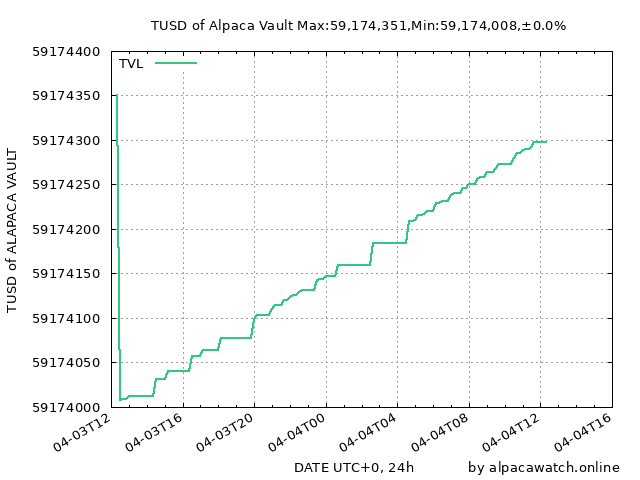 TUSD of Alpaca Vault Max:59,174,351,Min:59,174,008,±0.0%
TVL
59174400
59174350
59174300
59174250
59174200
59174150
59174100
59174050
59174000
TUSD of ALAPACA VAULT
04-03T12
04-03T16
04-03T20
04-04T00
04-04T04
04-04T08
04-04T12
04-04T16
DATE UTC+0, 24h
by alpacawatch.online